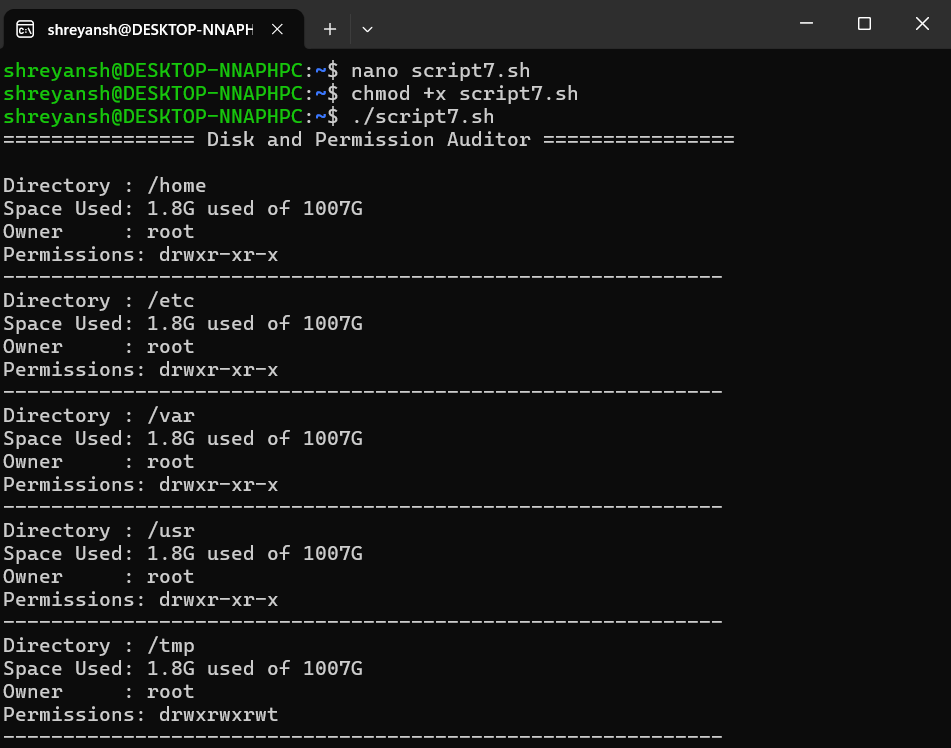 shreyansh@DESKTOP-NNAPH
shreyansh@DESKTOP-NNAPHPC:~$ nano script7.sh
shreyansh@DESKTOP-NNAPHPC:~$ chmod +x script7.sh
shreyansh@DESKTOP-NNAPHPC:~$ ./script7.sh
================ Disk and Permission Auditor ================
Directory : /home
Space Used: 1.8G used of 1007G
Owner     : root
Permissions: drwxr-xr-x
------------------------------------------------------------
Directory : /etc
Space Used: 1.8G used of 1007G
Owner     : root
Permissions: drwxr-xr-x
------------------------------------------------------------
Directory : /var
Space Used: 1.8G used of 1007G
Owner     : root
Permissions: drwxr-xr-x
------------------------------------------------------------
Directory : /usr
Space Used: 1.8G used of 1007G
Owner     : root
Permissions: drwxr-xr-x
------------------------------------------------------------
Directory : /tmp
Space Used: 1.8G used of 1007G
Owner     : root
Permissions: drwxrwxrwt
------------------------------------------------------------